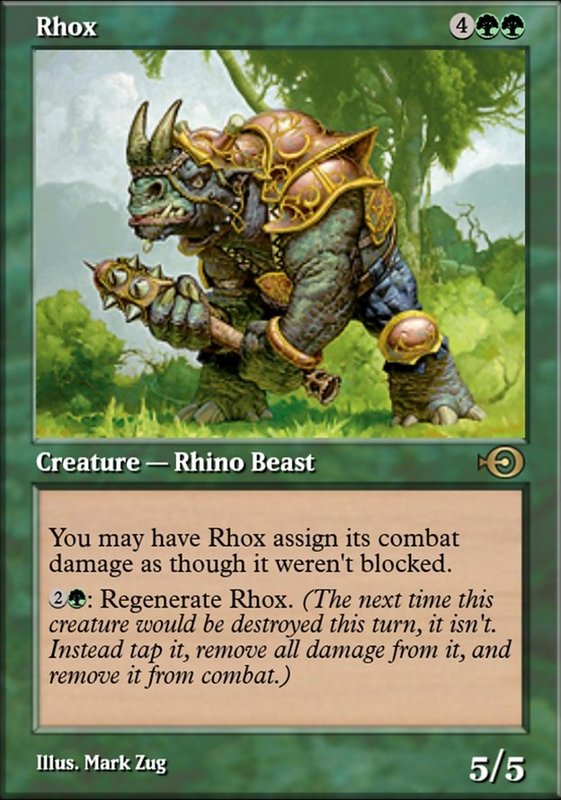 Rhox 4
Creature — Rhino Beast
You may have Rhox assign its combat
damage as though it weren't blocked.
2: Regenerate Rhox. (The next time this
creature would be destroyed this turn, it isn't.
Instead tap it, remove all damage from it, and
remove it from combat.)
Illus. Mark Zug
5/5